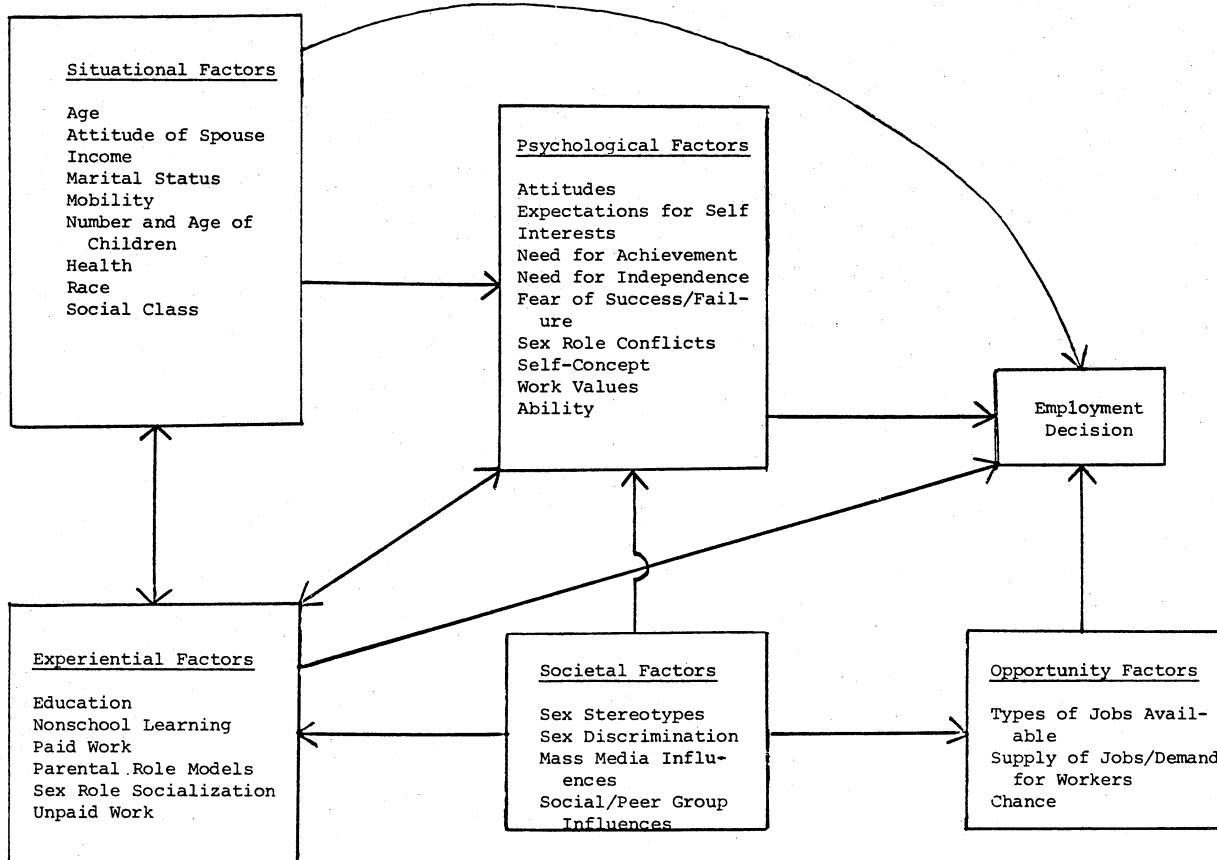 Situational Factors
Age
Attitude of Spouse
Income
Marital Status
Mobility
Number and Age of
Children
Health
Race
Social Class
Psychological Factors
Attitudes
Expectations for Self
Interests
Need for Achievement
Need for Independence
Fear of Success/Fail-
ure
Sex Role Conflicts
Self-Concept
Work Values
Ability
Employment
Decision
Experiential Factors
Education
Nonschool Learning
Paid Work
Parental Role Models
Sex Role Socialization
Unpaid Work
Societal Factors
Sex Stereotypes
Sex Discrimination
Mass Media Influ-
ences
Social/Peer Group
Influences
Opportunity Factors
Types of Jobs Avail-
able
Supply of Jobs/Demand
for Workers
Chance